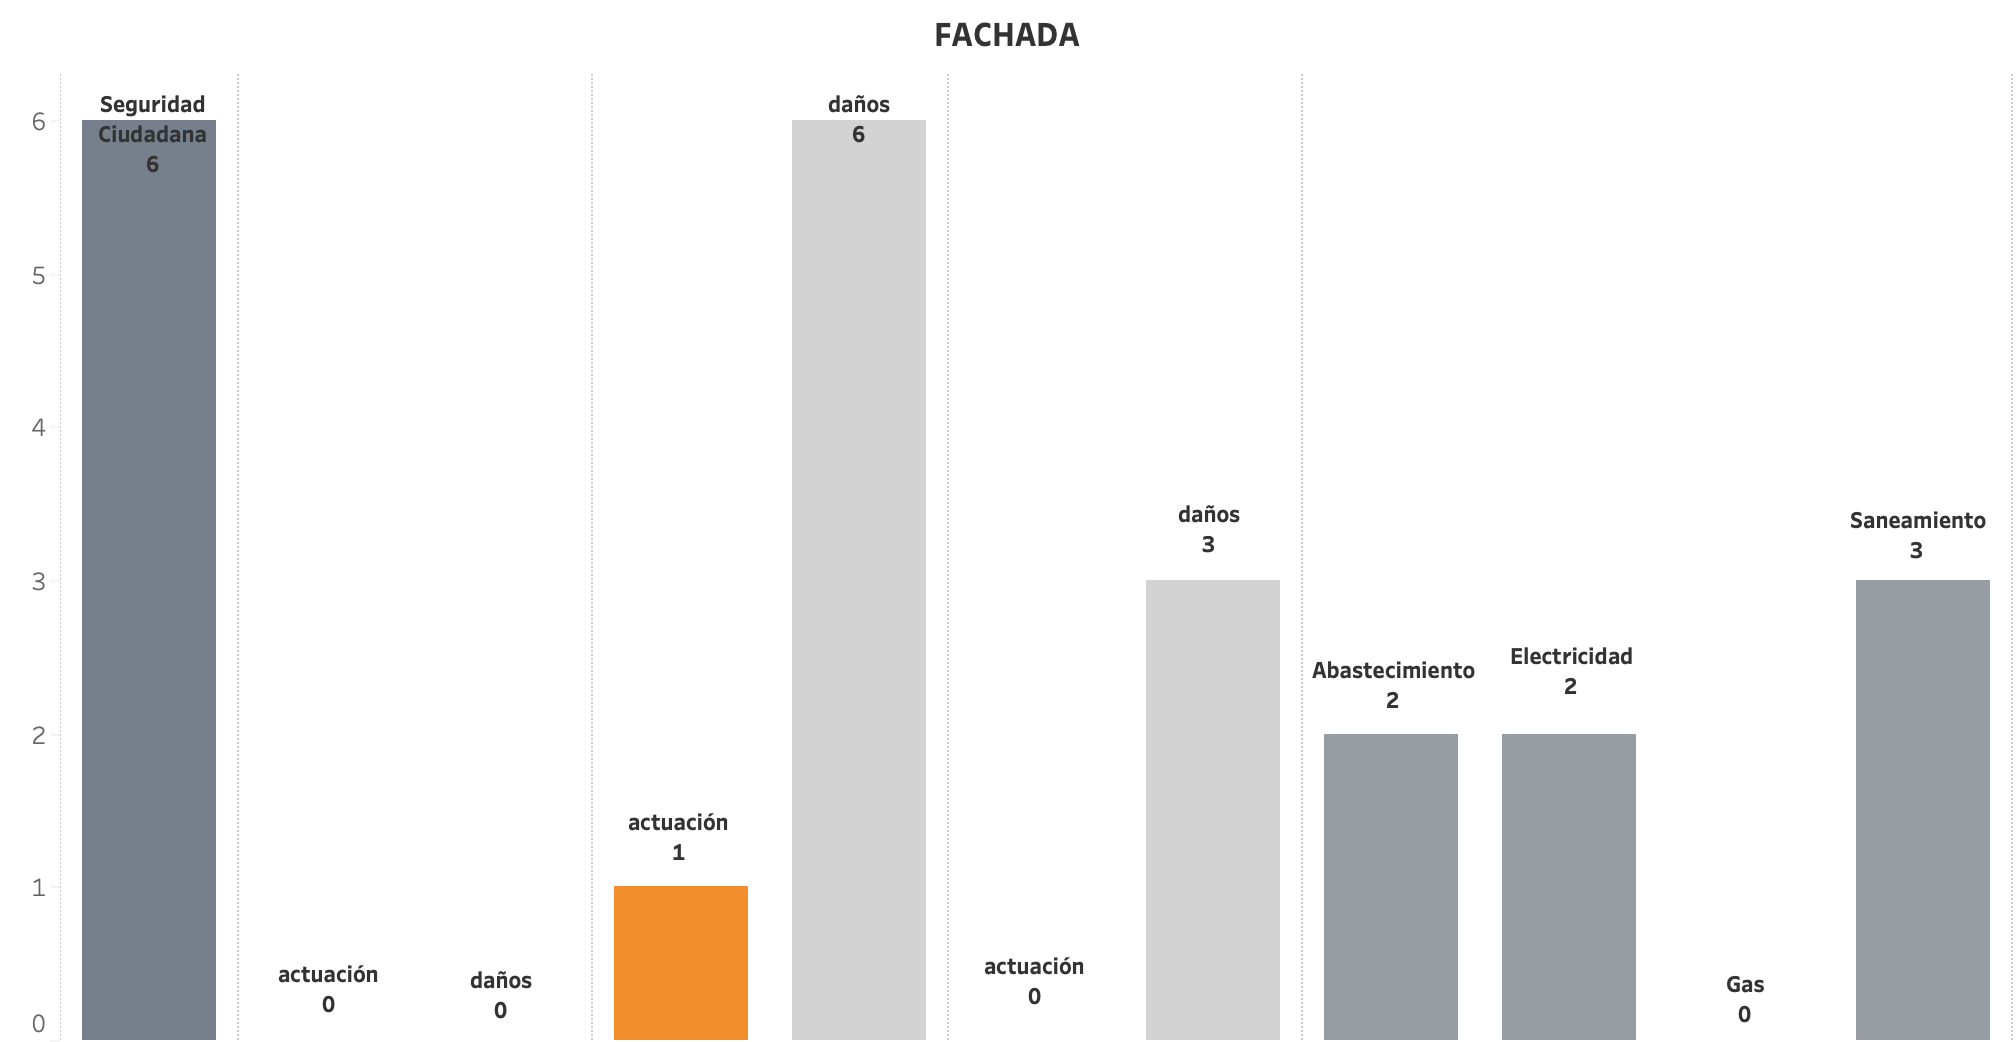 FACHADA
6
5
4
3
2
1
0
Seguridad
Ciudadana
6
actuación
0
daños
0
actuación
1
daños
6
actuación
0
daños
3
Abastecimiento
2
Electricidad
2
Gas
0
Saneamiento
3